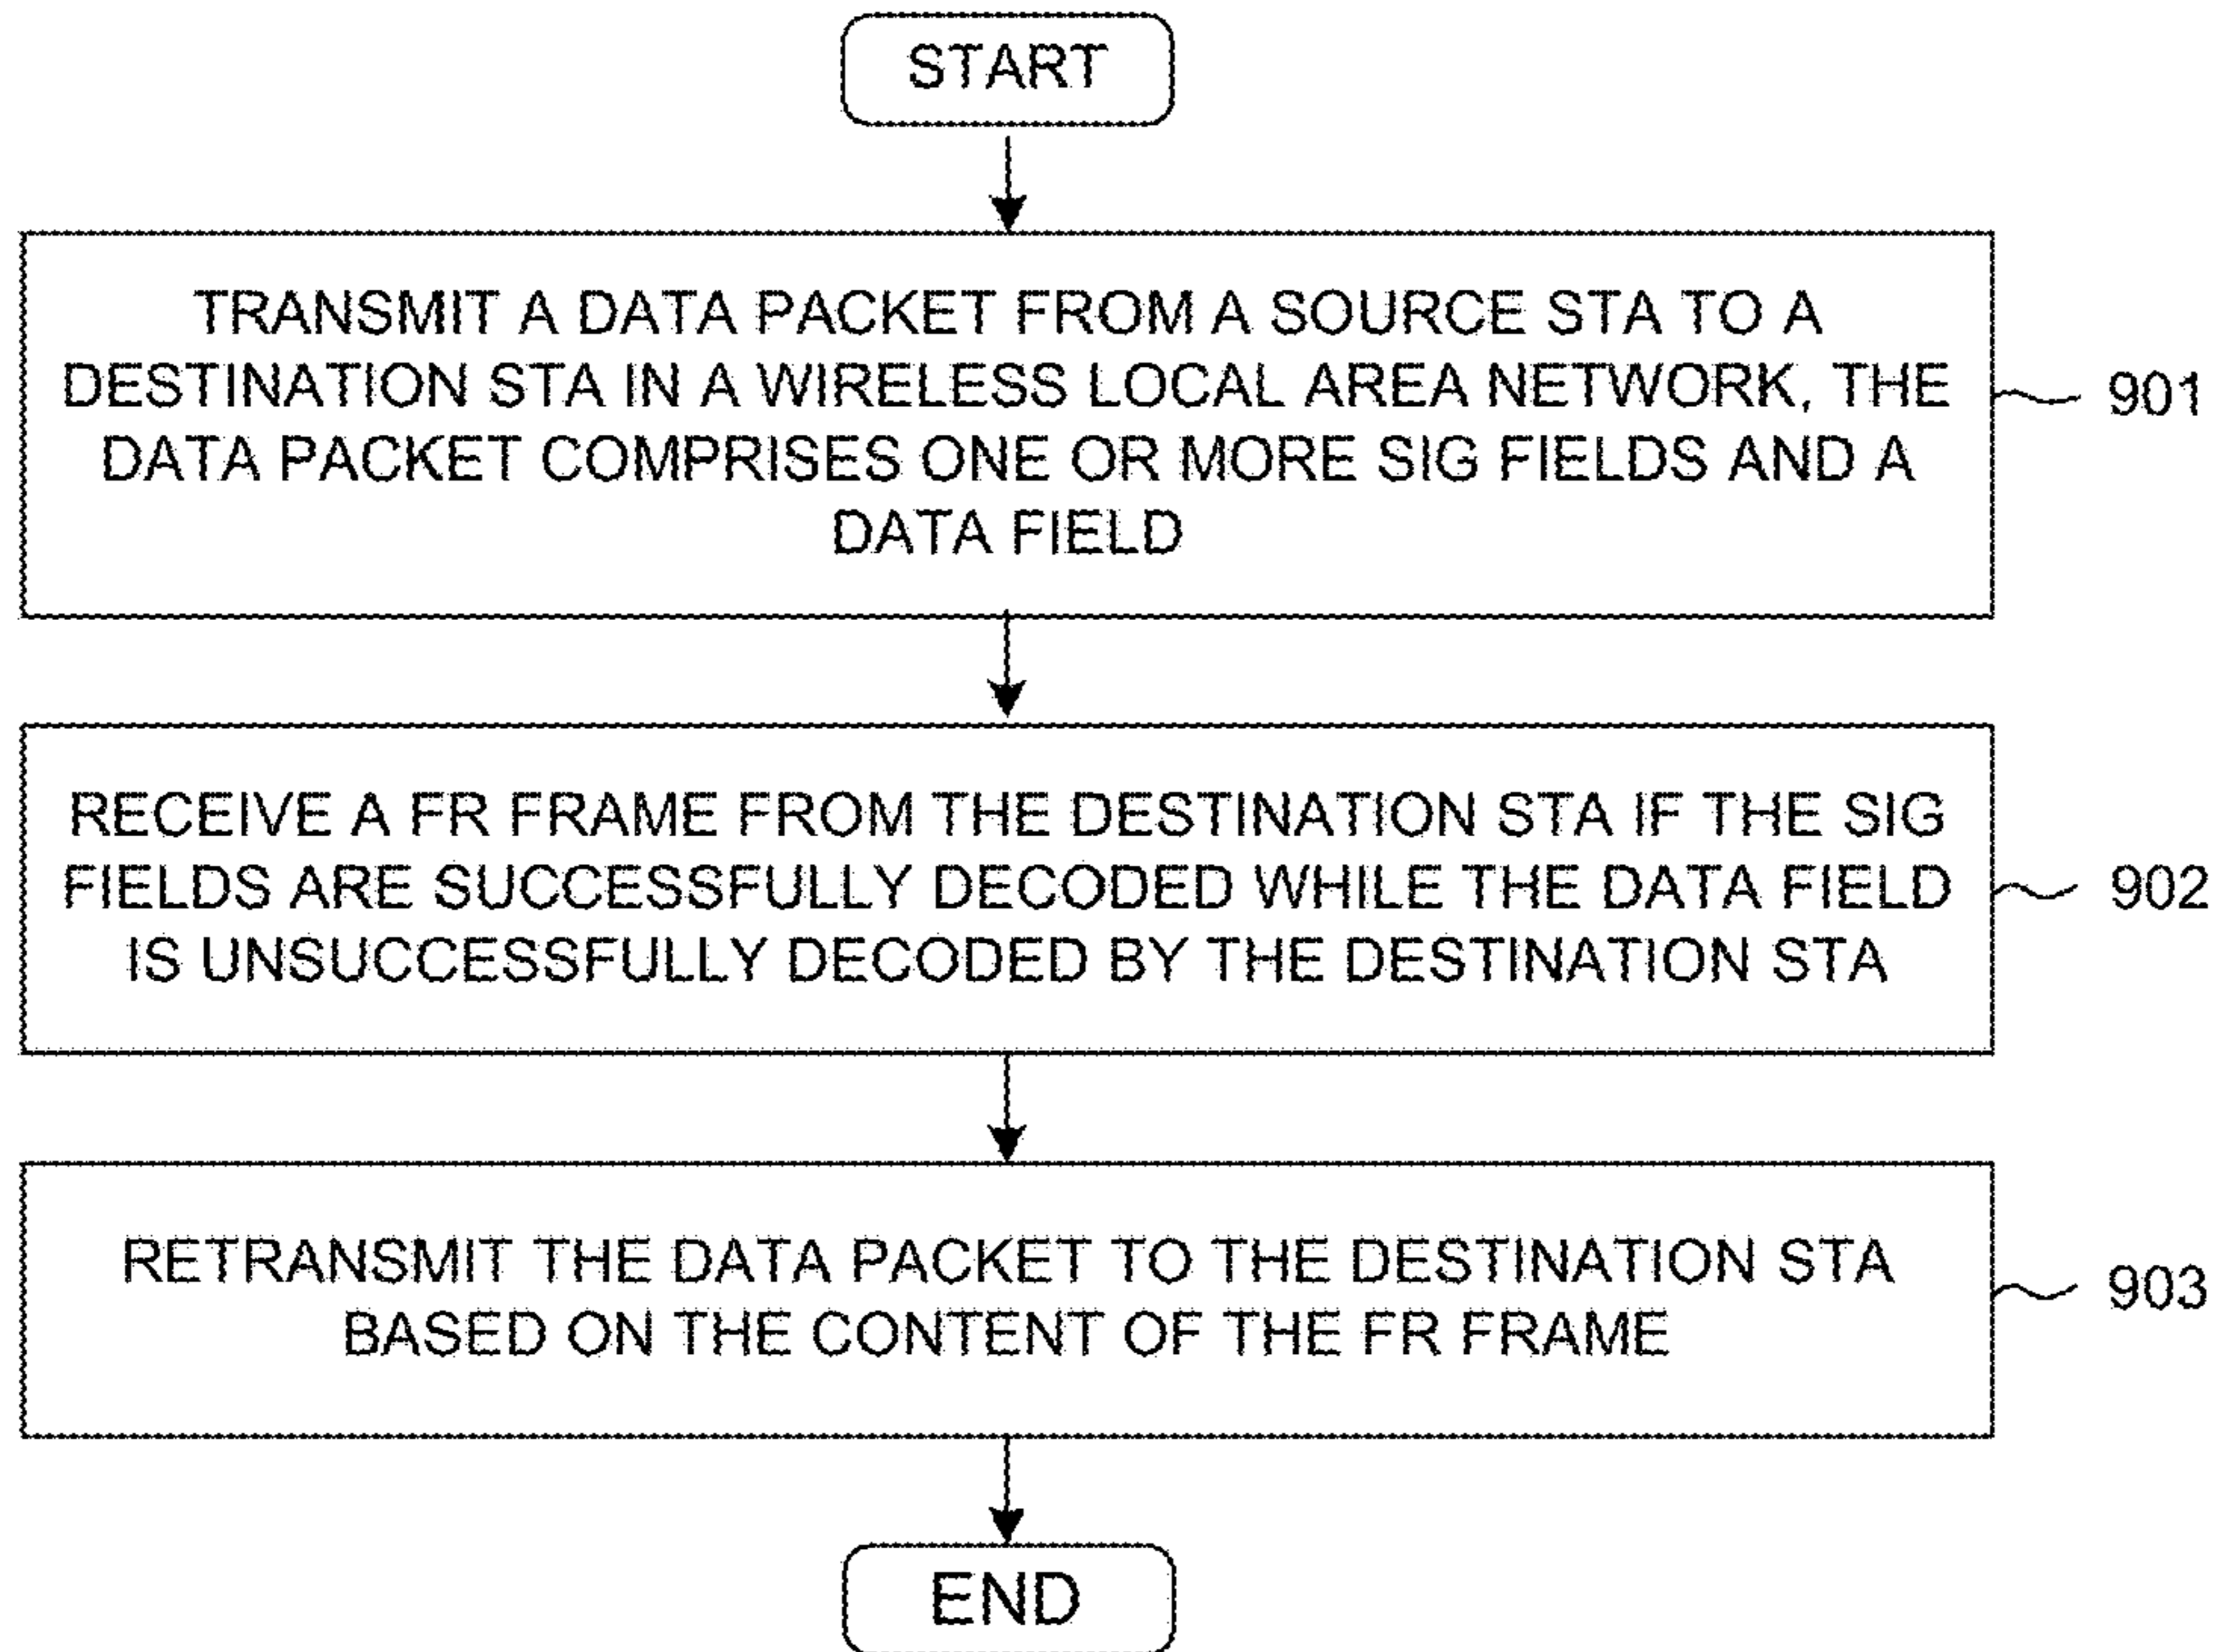 START
TRANSMIT A DATA PACKET FROM A SOURCE STA TO A
DESTINATION STA IN A WIRELESS LOCAL AREA NETWORK, THE
DATA PACKET COMPRISES ONE OR MORE SIG FIELDS AND A
DATA FIELD
901
RECEIVE A FR FRAME FROM THE DESTINATION STA IF THE SIG
FIELDS ARE SUCCESSFULLY DECODED WHILE THE DATA FIELD
IS UNSUCCESSFULLY DECODED BY THE DESTINATION STA
902
RETRANSMIT THE DATA PACKET TO THE DESTINATION STA
BASED ON THE CONTENT OF THE FR FRAME
903
END